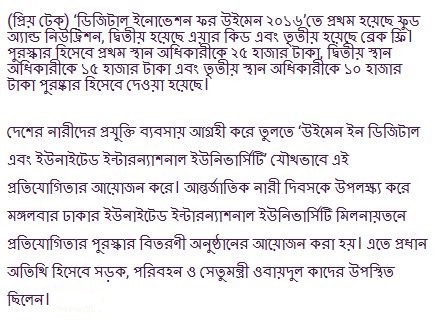 (প্রিয় টেক) ‘ডিজিটাল ইনোভেশন ফর উইমেন ২০১৬’তে প্রথম হয়েছে ফুড
অ্যান্ড নিউট্রিশন, দ্বিতীয় হয়েছে এয়ার কিড এবং তৃতীয় হয়েছে ব্রেক ফ্রি।
পুরস্কার হিসেবে প্রথম স্থান অধিকারীকে ২৫ হাজার টাকা, দ্বিতীয় স্থান
অধিকারীকে ১৫ হাজার টাকা এবং তৃতীয় স্থান অধিকারীকে ১০ হাজার
টাকা পুরস্কার হিসেবে দেওয়া হয়েছে।
দেশের নারীদের প্রযুক্তি ব্যবসায় আগ্রহী করে তুলতে ‘উইমেন ইন ডিজিটাল
এবং ইউনাইটেড ইন্টারন্যাশনাল ইউনিভার্সিটি’ যৌথভাবে এই
প্রতিযোগিতার আয়োজন করে। আন্তর্জাতিক নারী দিবসকে উপলক্ষ্য করে
মঙ্গলবার ঢাকার ইউনাইটেড ইন্টারন্যাশনাল ইউনিভার্সিটি মিলনায়তনে
প্রতিযোগিতার পুরস্কার বিতরণী অনুষ্ঠানের আয়োজন করা হয়। এতে প্রধান
অতিথি হিসেবে সড়ক, পরিবহন ও সেতুমন্ত্রী ওবায়দুল কাদের উপস্থিত
ছিলেন।